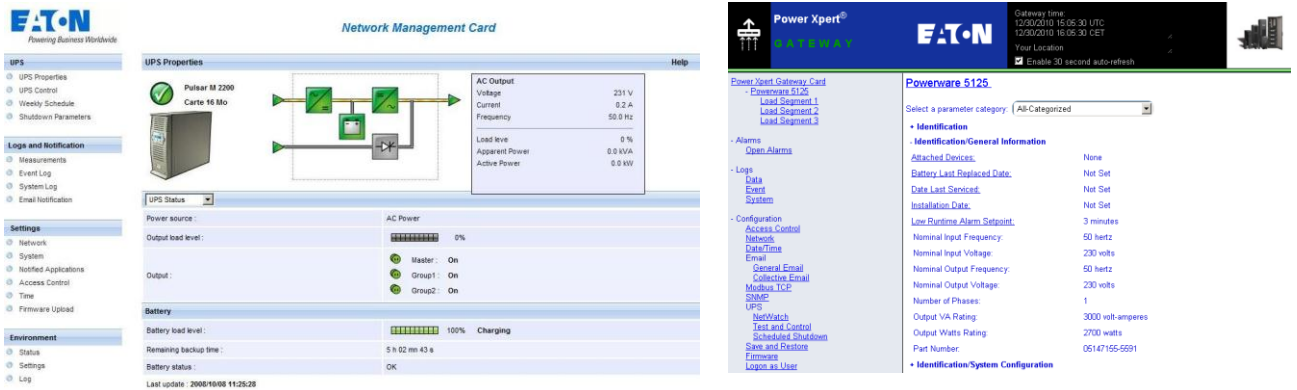 EATON
Powering Business Worldwide
Network Management Card
UPS
UPS Properties
UPS Control
Weekly Schedule
Shutdown Parameters
Logs and Notification
Measurements
Event Log
System Log
Email Notification
Settings
Network
System
Notified Applications
Access Control
Time
Firmware Upload
Environment
Status
Settings
Log
UPS Properties Help
Pulsar M 2200
Carte 16 Mo
AC Output
Voltage 231 V
Current 0.2 A
Frequency 50.0 Hz
Load leve 0 %
Apparent Power 0.0 kVA
Active Power 0.0 kW
UPS Status
Power source : AC Power
Output load level : 0%
Output :
Master : On
Group1 : On
Group2 : On
Battery
Battery load level : 100% Charging
Remaining backup time : 5 h 02 mn 43 s
Battery status : OK
Last update : 2008/10/08 11:25:28
Power Xpert®
GATEWAY
EATON
Gateway time:
12/30/2010 15:05:30 UTC
12/30/2010 16:05:30 CET
Your Location
Enable 30 second auto-refresh
Power Xpert Gateway Card
- Powerware 5125
Load Segment 1
Load Segment 2
Load Segment 3
- Alarms
Open Alarms
- Logs
Data
Event
System
- Configuration
Access Control
Network
Date/Time
Email
General Email
Collective Email
Modbus TCP
SNMP
UPS
NetWatch
Test and Control
Scheduled Shutdown
Save and Restore
Firmware
Logon as User
Powerware 5125
Select a parameter category: All-Categorized
+ Identification
- Identification/General Information
Attached Devices: None
Battery Last Replaced Date: Not Set
Date Last Serviced: Not Set
Installation Date: Not Set
Low Runtime Alarm Setpoint: 3 minutes
Nominal Input Frequency: 50 hertz
Nominal Input Voltage: 230 volts
Nominal Output Frequency: 50 hertz
Nominal Output Voltage: 230 volts
Number of Phases: 1
Output VA Rating: 3000 volt-amperes
Output Watts Rating: 2700 watts
Part Number: 05147155-5591
+ Identification/System Configuration